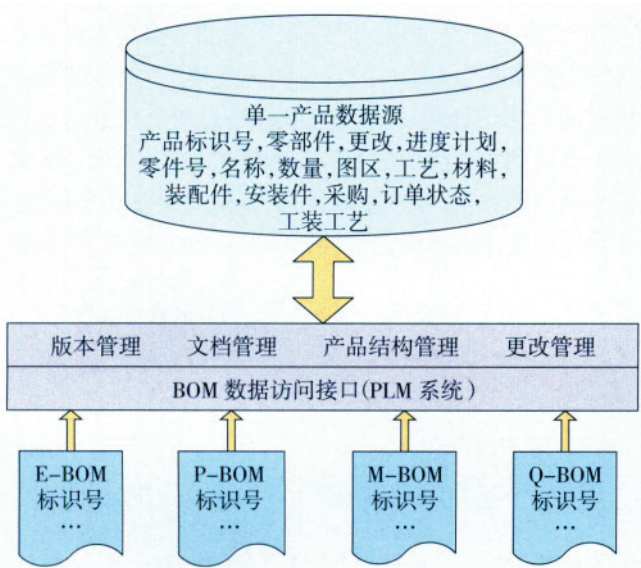 单一产品数据源
产品标识号,零部件,更改,进度计划,
零件号,名称,数量,图区,工艺,材料,
装配件,安装件,采购,订单状态,
工装工艺
版本管理 文档管理 产品结构管理 更改管理
BOM 数据访问接口(PLM 系统)
E-BOM P-BOM M-BOM Q-BOM
标识号 标识号 标识号 标识号
… … … …